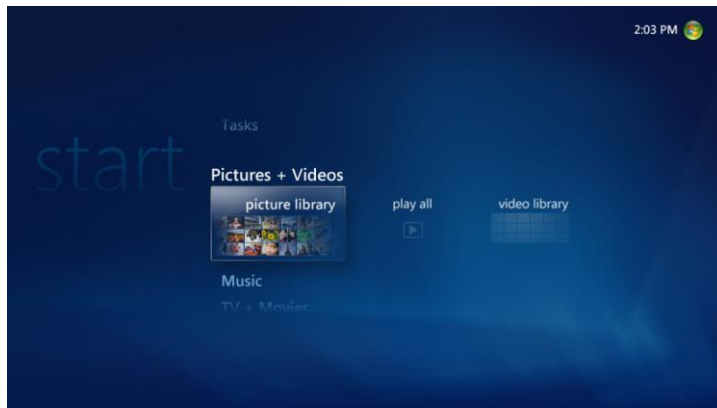 2:03 PM
start
Tasks
Pictures + Videos
picture library
play all
video library
Music
TV + Movies